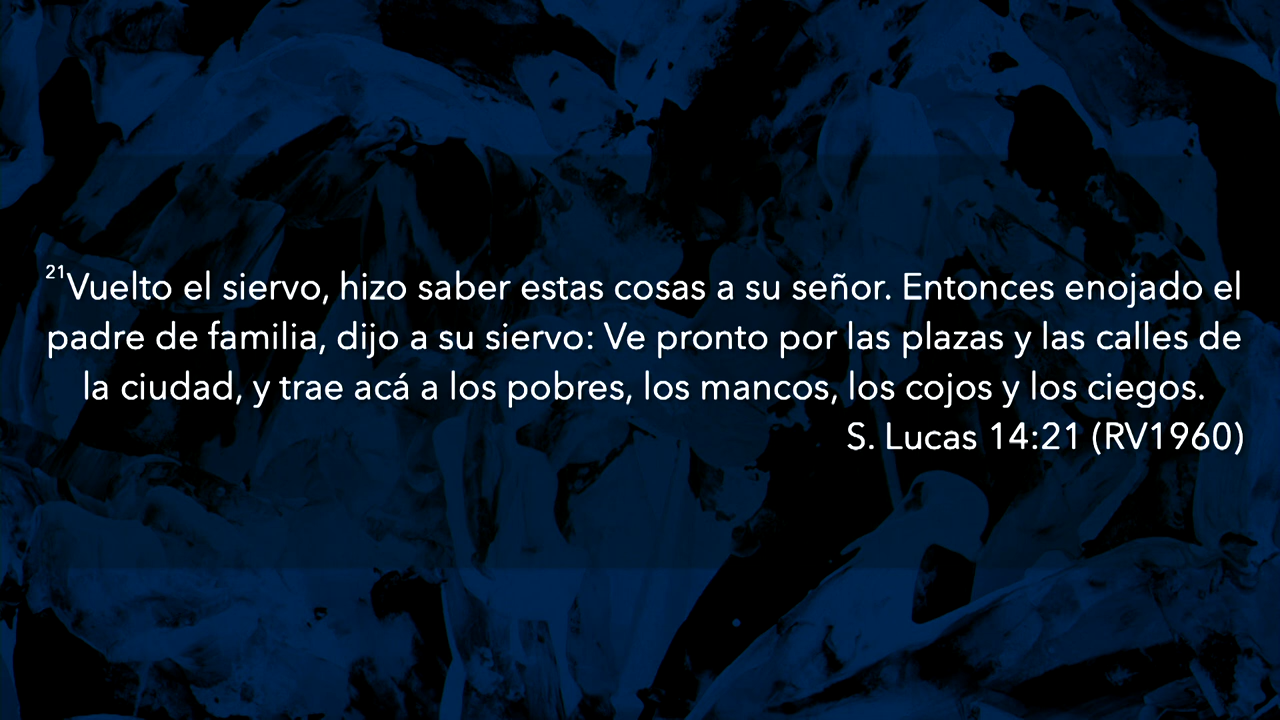 21Vuelto el siervo, hizo saber estas cosas a su señor. Entonces enojado el
padre de familia, dijo a su siervo: Ve pronto por las plazas y las calles de
la ciudad, y trae acá a los pobres, los mancos, los cojos y los ciegos.
S. Lucas 14:21 (RV1960)